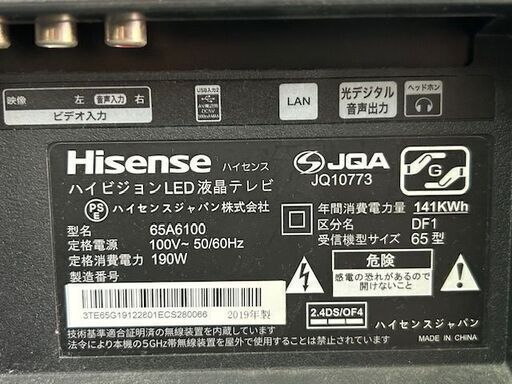 映像 左 音声入力 右
ビデオ入力
USB入力2
LAN
光デジタル
音声出力
ヘッドホン
Hisense ハイセンス
ハイビジョンLED液晶テレビ
PS
E
ハイセンスジャパン株式会社
型名 65A6100
定格電源 100V~ 50/60Hz
定格消費電力 190W
製造番号
3TE65G19122801ECS280066 2019年製
技術基準適合証明済の無線装置を内蔵しています
法令により本機の5GHz帯無線装置を屋外で使用することは禁止されています
JQA
JQ10773
G
年間消費電力量 141KWh
区分名 DF1
受信機型サイズ 65型
危険
感電の恐れがあるので
開けないこと
2.4DS/OF4
ハイセンスジャパン
MADE IN CHINA